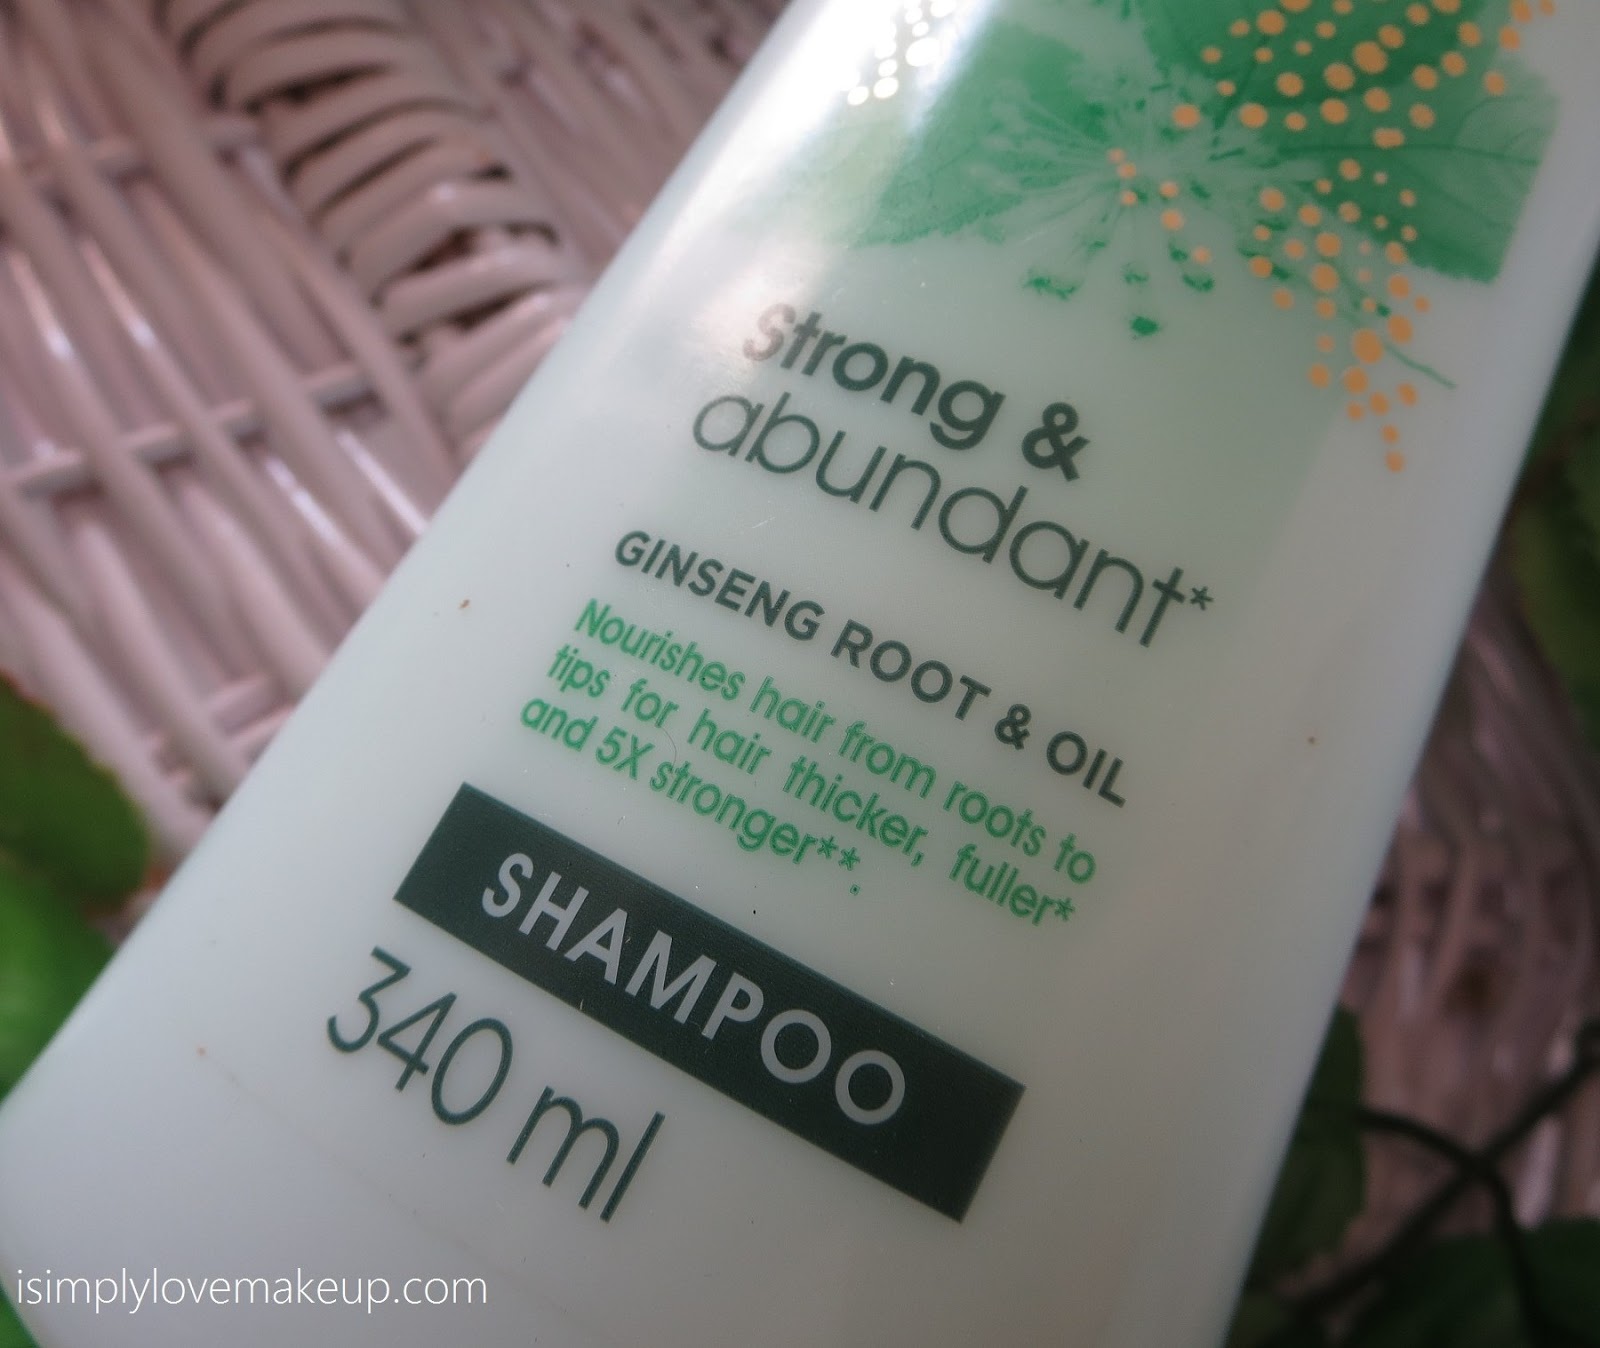 strong &
abundant*
GINSENG ROOT & OIL
Nourishes hair from roots to
tips for hair thicker, fuller*
and 5X stronger**.
SHAMPOO
340 ml
isimplylovemakeup.com